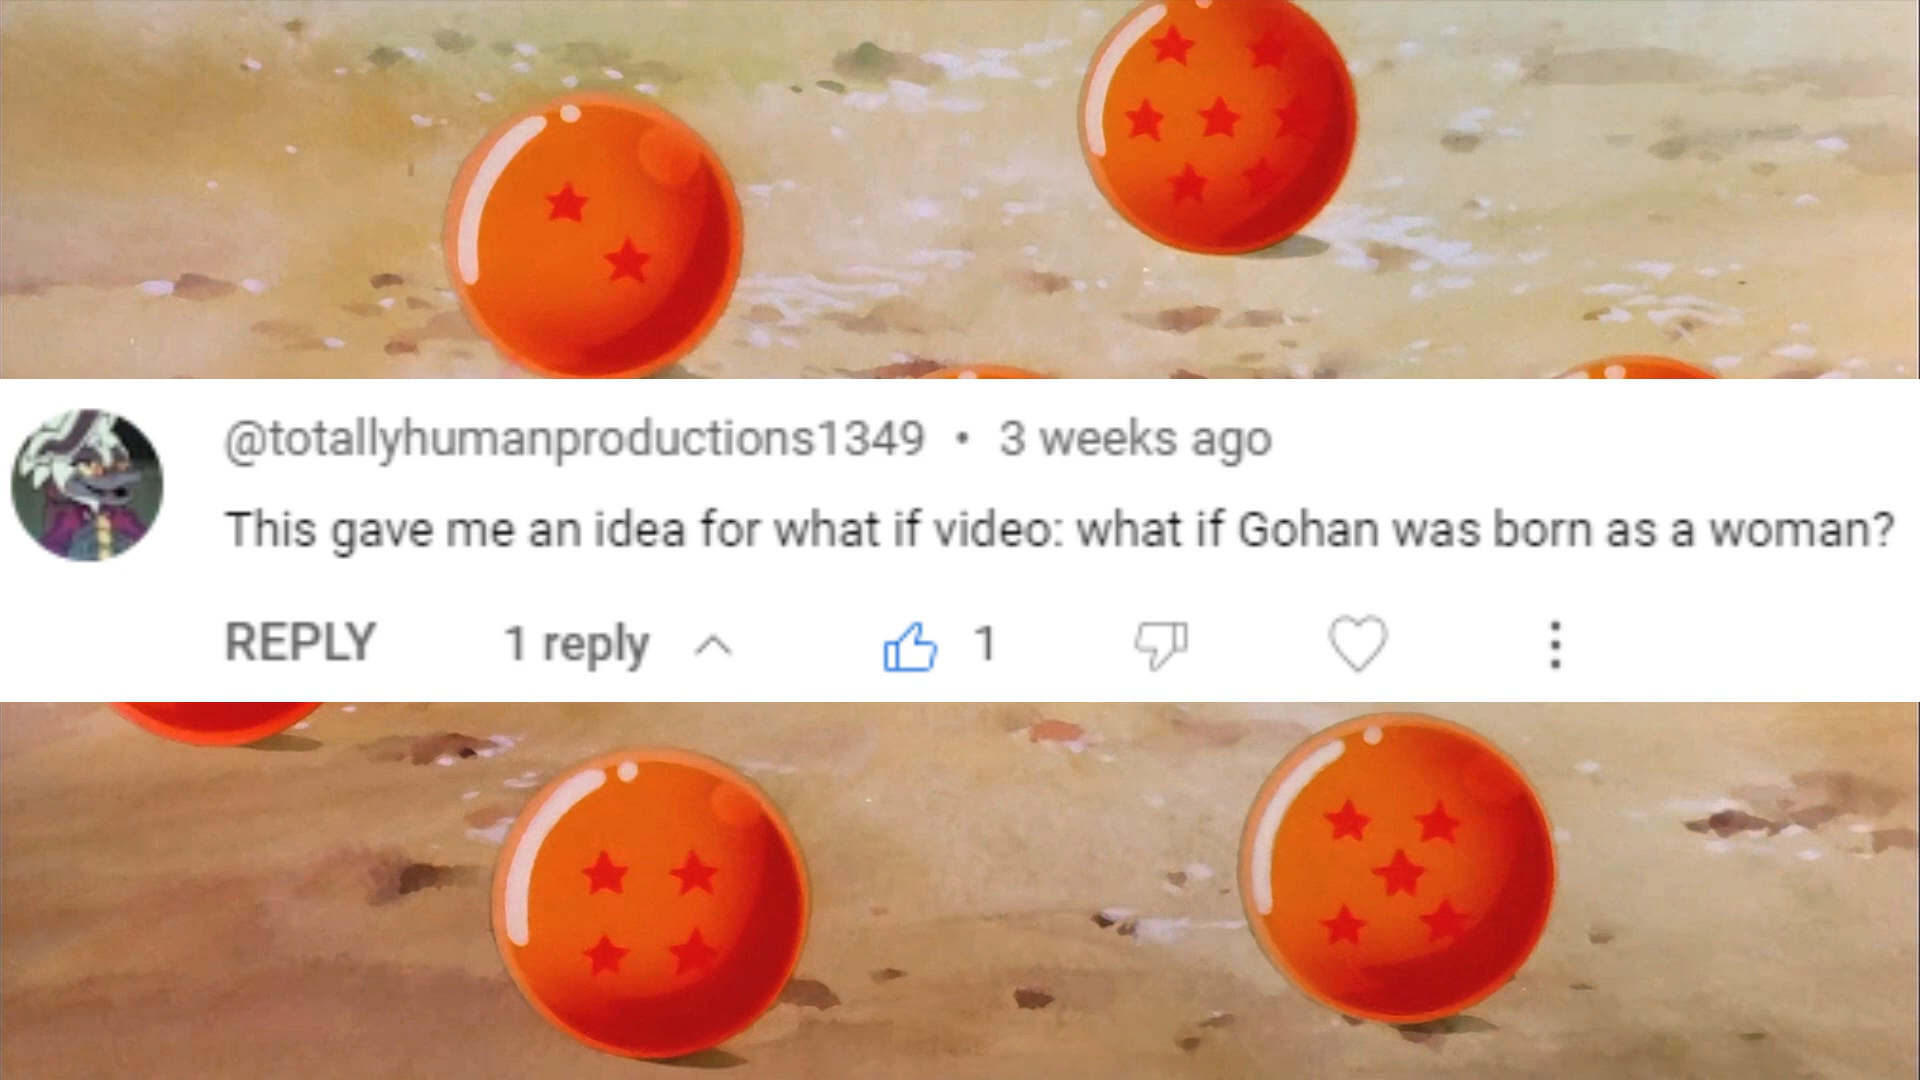 @totallyhumanproductions1349 • 3 weeks ago
This gave me an idea for what if video: what if Gohan was born as a woman?
REPLY 1 reply 1